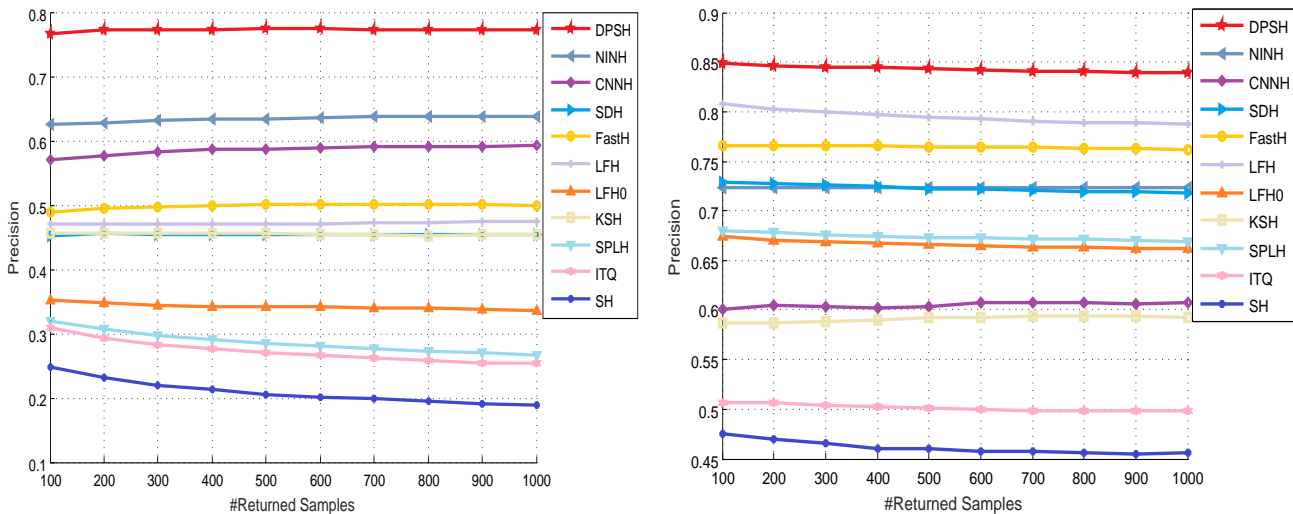 0.8
0.7
0.6
0.5
0.4
0.3
0.2
0.1
Precision
100 200 300 400 500 600 700 800 900 1000
#Returned Samples
DPSH
NINH
CNNH
SDH
FastH
LFH
LFH0
KSH
SPLH
ITQ
SH
0.9
0.85
0.8
0.75
0.7
0.65
0.6
0.55
0.5
0.45
Precision
100 200 300 400 500 600 700 800 900 1000
#Returned Samples
DPSH
NINH
CNNH
SDH
FastH
LFH
LFH0
KSH
SPLH
ITQ
SH